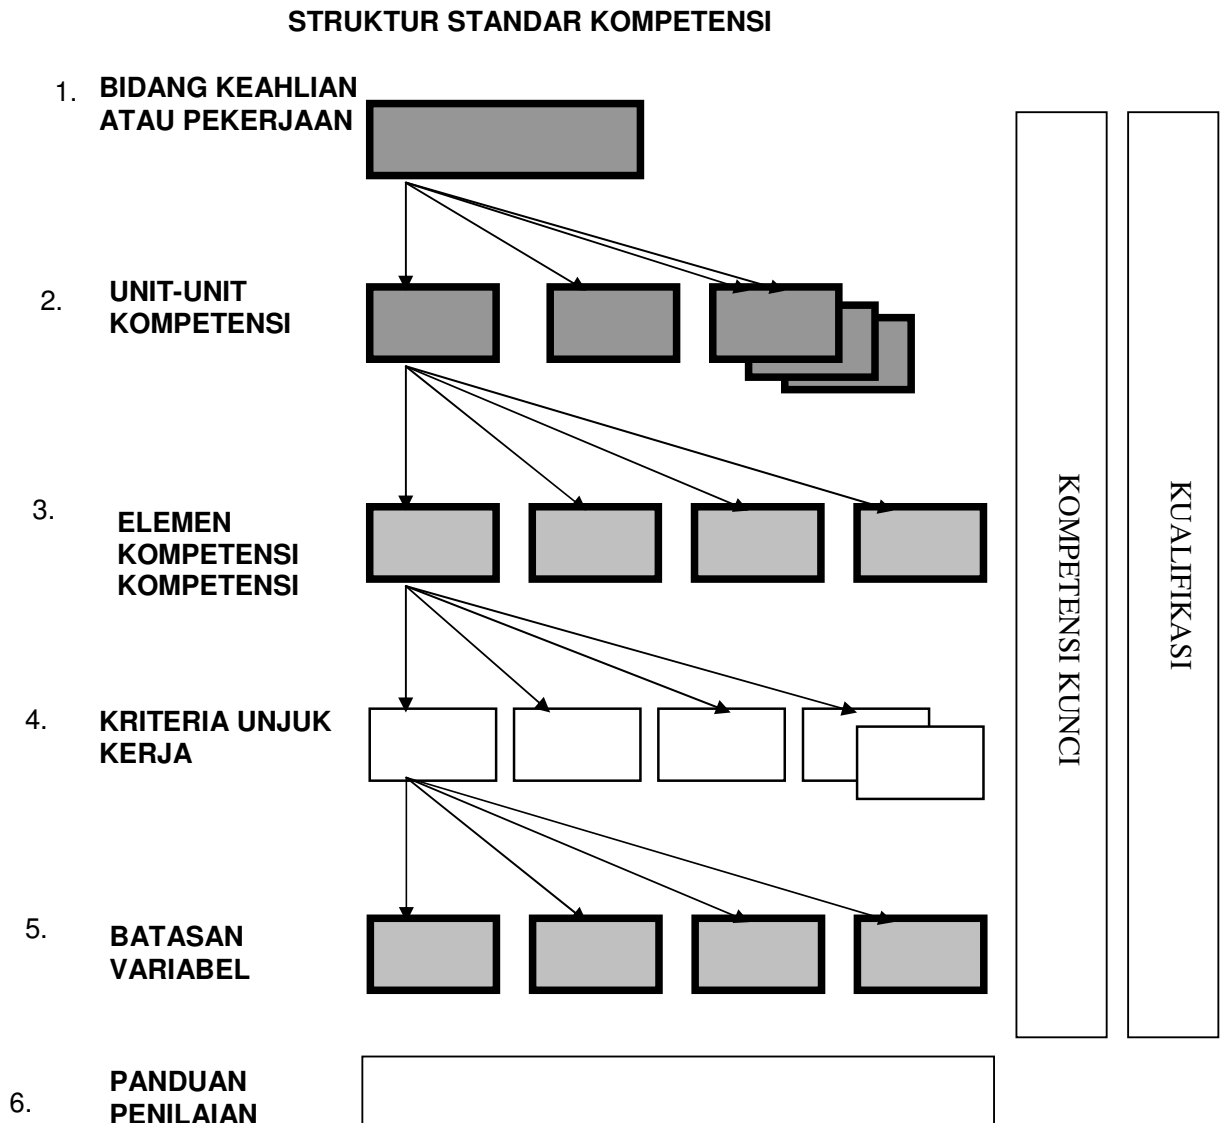 STRUKTUR STANDAR KOMPETENSI
1. BIDANG KEAHLIAN
ATAU PEKERJAAN
2. UNIT-UNIT
KOMPETENSI
3. ELEMEN
KOMPETENSI
KOMPETENSI
4. KRITERIA UNJUK
KERJA
5. BATASAN
VARIABEL
6. PANDUAN
PENILAIAN
KOMPETENSI KUNCI
KUALIFIKASI